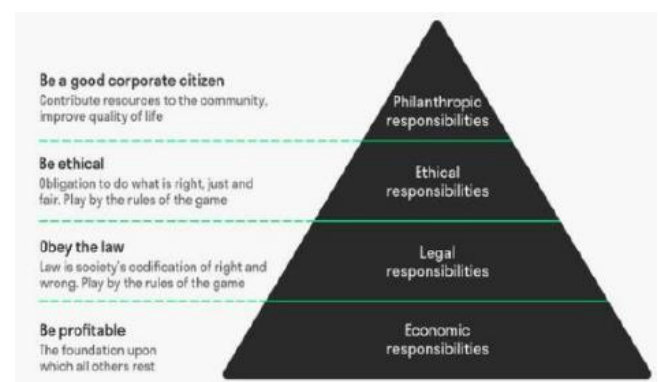 Be a good corporate citizen
Contribute resources to the community,
improve quality of life
Philanthropic
responsibilities
Be ethical
Obligation to do what is right, just and
fair. Play by the rules of the game
Ethical
responsibilities
Obey the law
Law is society's codification of right and
wrong. Play by the rules of the game
Legal
responsibilities
Be profitable
The foundation upon
which all others rest
Economic
responsibilities